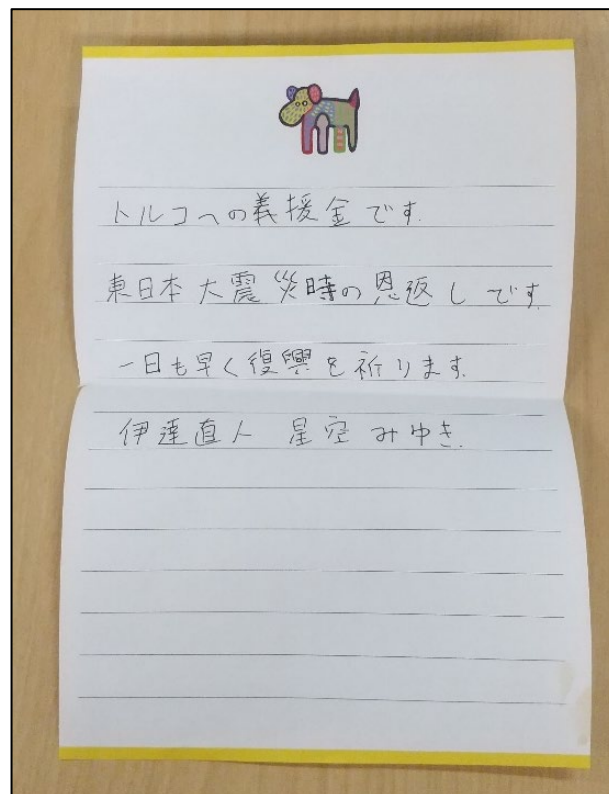 トルコへの義援金です.
東日本大震災時の恩返しです.
一日も早く復興を祈ります.
伊達直人 星空みゆき.